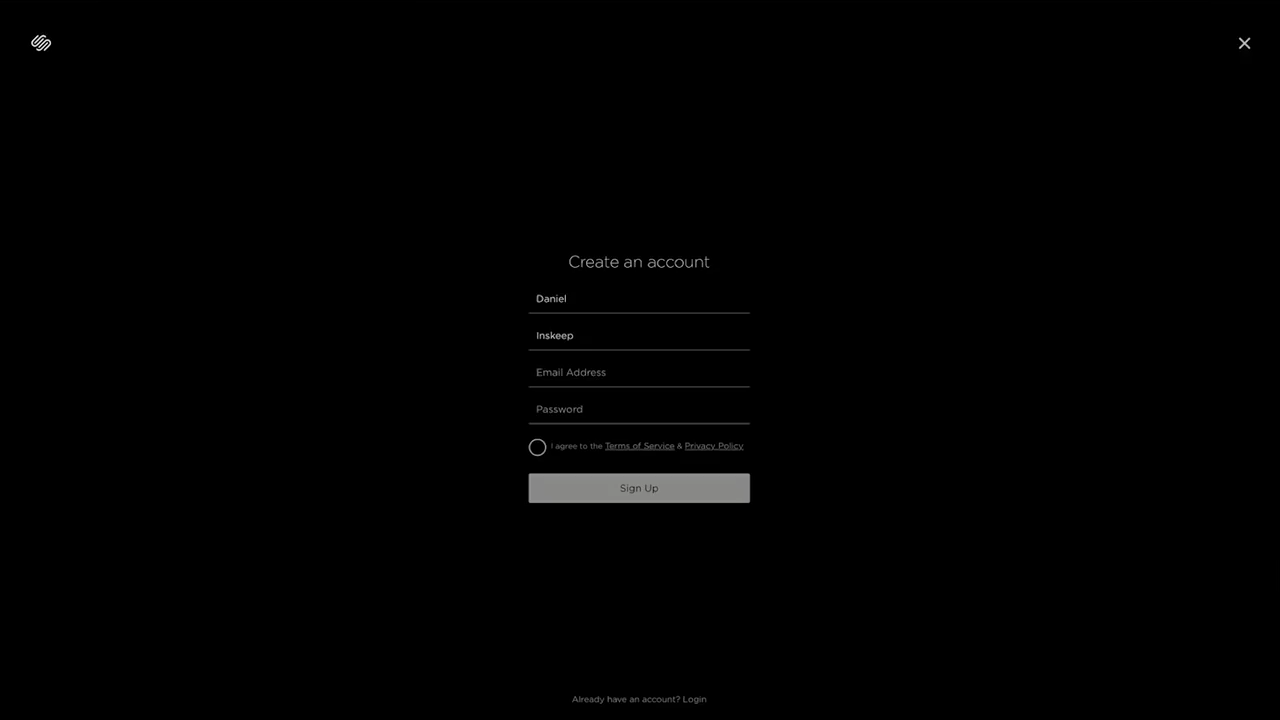 Create an account
Daniel
Inskeep
Email Address
Password
I agree to the Terms of Service & Privacy Policy
Sign Up
Already have an account? Login